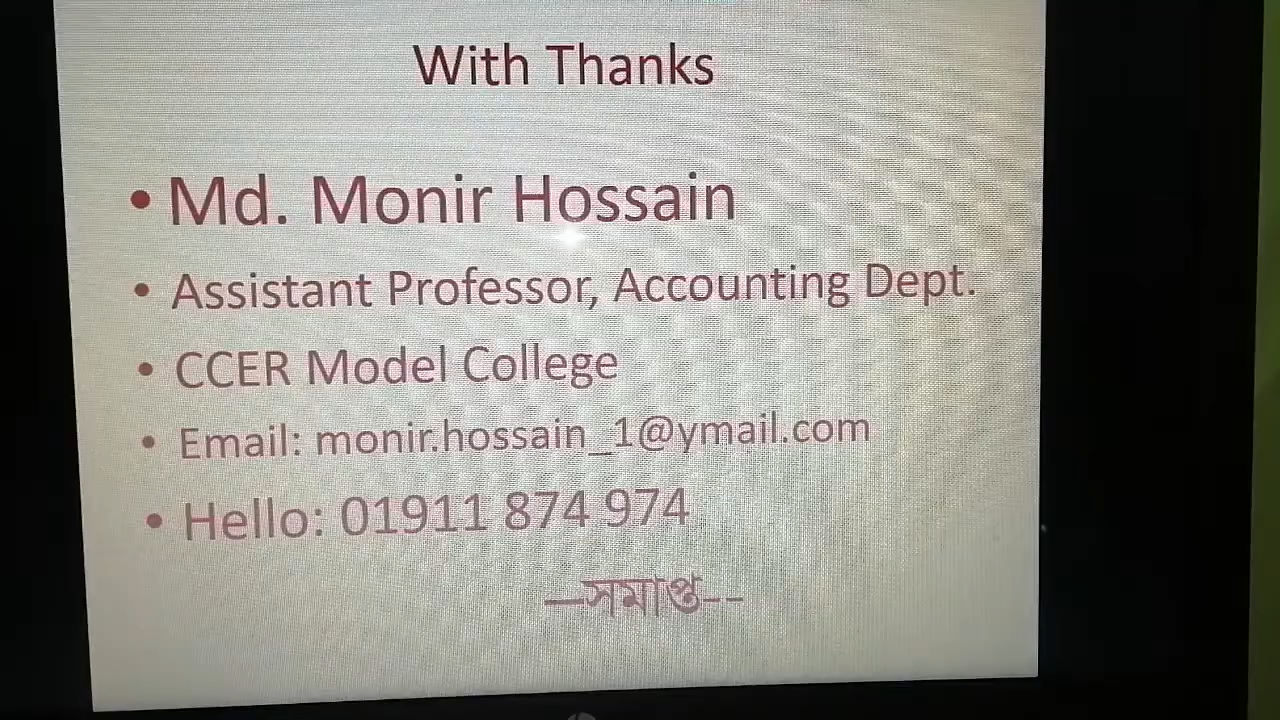 With Thanks
• Md. Monir Hossain
• Assistant Professor, Accounting Dept.
• CCER Model College
• Email: monir.hossain_1@ymail.com
• Hello: 01911 874 974
—সমাপ্ত--